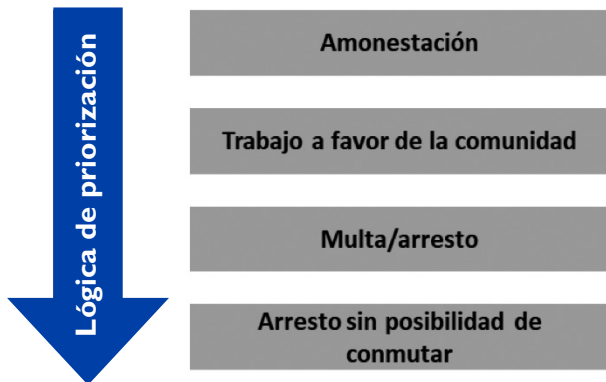 Lógica de priorización
Amonestación
Trabajo a favor de la comunidad
Multa/arresto
Arresto sin posibilidad de
conmutar